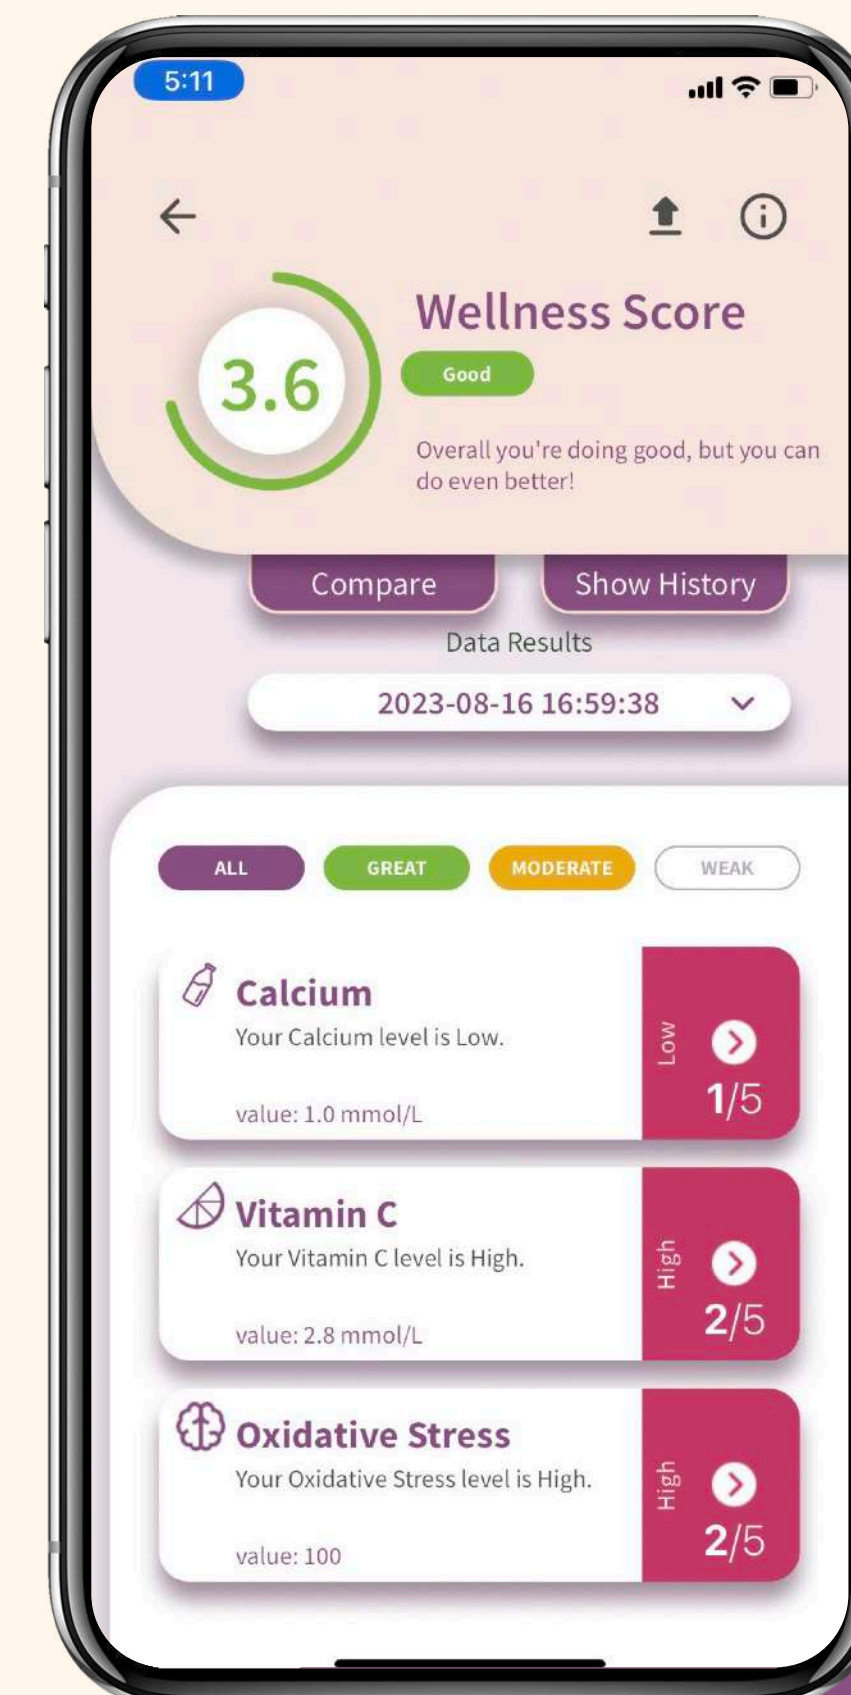 5:11
3.6
Wellness Score
Good
Overall you're doing good, but you can
do even better!
Compare
Show History
Data Results
2023-08-16 16:59:38
ALL
GREAT
MODERATE
WEAK
Calcium
Your Calcium level is Low.
value: 1.0 mmol/L
Low
1/5
Vitamin C
Your Vitamin C level is High.
value: 2.8 mmol/L
High
2/5
Oxidative Stress
Your Oxidative Stress level is High.
value: 100
High
2/5